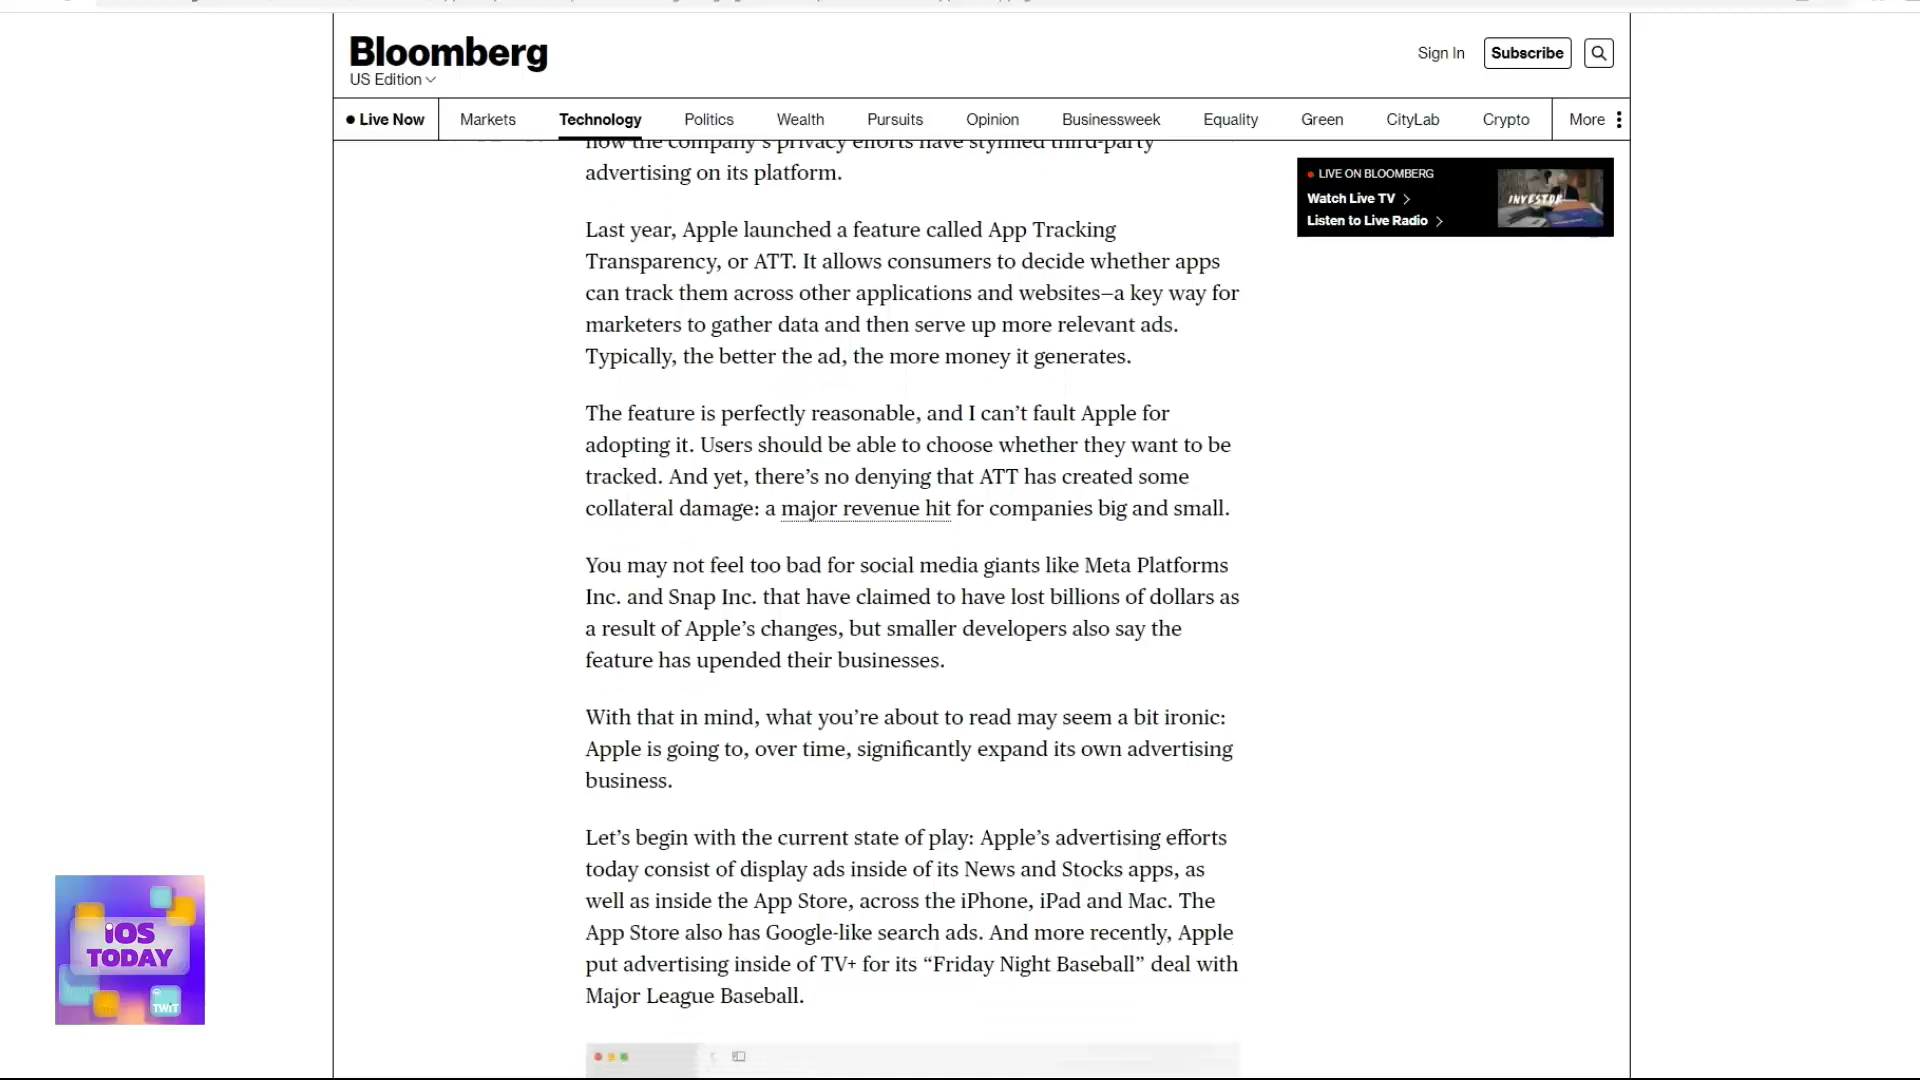 Bloomberg
US Edition
Sign In
Subscribe
Live Now
Markets
Technology
Politics
Wealth
Pursuits
Opinion
Businessweek
Equality
Green
CityLab
Crypto
More
how the company's privacy efforts have stymied third-party
advertising on its platform.
Last year, Apple launched a feature called App Tracking
Transparency, or ATT. It allows consumers to decide whether apps
can track them across other applications and websites—a key way for
marketers to gather data and then serve up more relevant ads.
Typically, the better the ad, the more money it generates.
The feature is perfectly reasonable, and I can’t fault Apple for
adopting it. Users should be able to choose whether they want to be
tracked. And yet, there’s no denying that ATT has created some
collateral damage: a major revenue hit for companies big and small.
You may not feel too bad for social media giants like Meta Platforms
Inc. and Snap Inc. that have claimed to have lost billions of dollars as
a result of Apple’s changes, but smaller developers also say the
feature has upended their businesses.
With that in mind, what you’re about to read may seem a bit ironic:
Apple is going to, over time, significantly expand its own advertising
business.
Let’s begin with the current state of play: Apple’s advertising efforts
today consist of display ads inside of its News and Stocks apps, as
well as inside the App Store, across the iPhone, iPad and Mac. The
App Store also has Google-like search ads. And more recently, Apple
put advertising inside of TV+ for its “Friday Night Baseball” deal with
Major League Baseball.
LIVE ON BLOOMBERG
Watch Live TV
Listen to Live Radio
INVESTOR
iOS
TODAY
TWiT